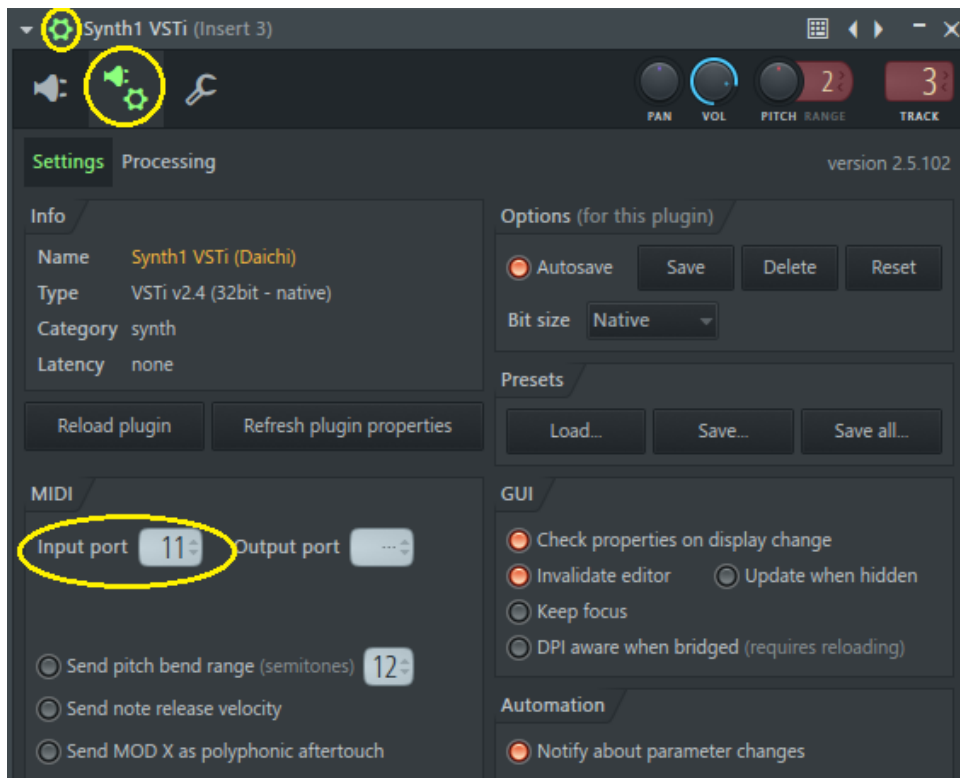 Synth1 VSTi (Insert 3)
2
3
PAN VOL PITCH RANGE TRACK
Settings Processing version 2.5.102
Info
Name Synth1 VSTi (Daichi)
Type VSTi v2.4 (32bit - native)
Category synth
Latency none
Reload plugin Refresh plugin properties
Options (for this plugin)
Autosave Save Delete Reset
Bit size Native
Presets
Load... Save... Save all...
MIDI
Input port 11 Output port ---
Send pitch bend range (semitones) 12
Send note release velocity
Send MOD X as polyphonic aftertouch
GUI
Check properties on display change
Invalidate editor Update when hidden
Keep focus
DPI aware when bridged (requires reloading)
Automation
Notify about parameter changes